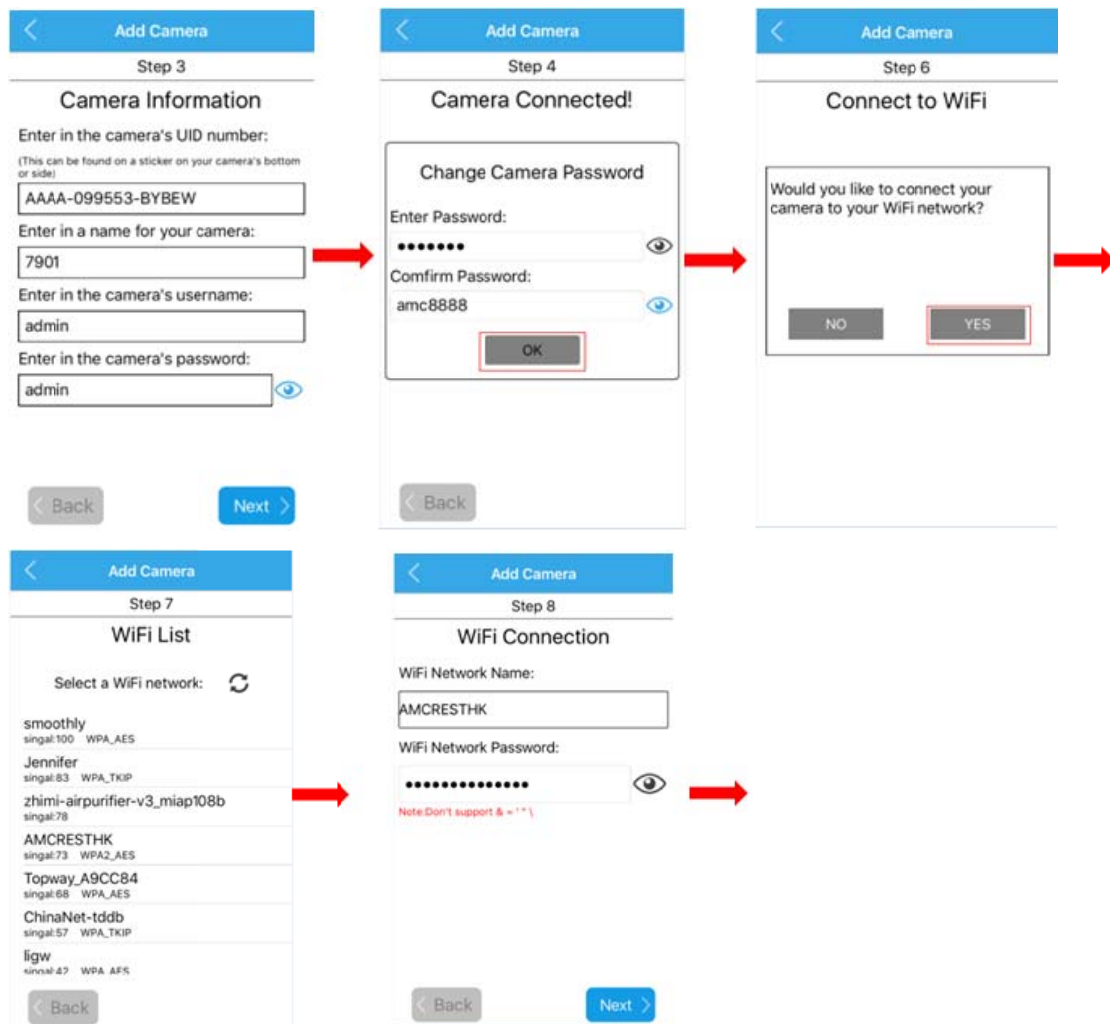 Add Camera
Step 3
Camera Information
Enter in the camera's UID number:
(This can be found on a sticker on your camera's bottom
or side)
AAAA-099553-BYBEW
Enter in a name for your camera:
7901
Enter in the camera's username:
admin
Enter in the camera's password:
admin
Back
Next
Add Camera
Step 4
Camera Connected!
Change Camera Password
Enter Password:
•••••••
Comfirm Password:
amc8888
OK
Back
Add Camera
Step 6
Connect to WiFi
Would you like to connect your
camera to your WiFi network?
NO
YES
Add Camera
Step 7
WiFi List
Select a WiFi network:
smoothly
singal:100 WPA_AES
Jennifer
singal:83 WPA_TKIP
zhimi-airpurifier-v3_miap108b
singal:78
AMCRESTHK
singal:73 WPA2_AES
Topway_A9CC84
singal:68 WPA_AES
ChinaNet-tddb
singal:57 WPA_TKIP
ligw
singal:42 WPA_AES
Back
Add Camera
Step 8
WiFi Connection
WiFi Network Name:
AMCRESTHK
WiFi Network Password:
••••••••••••••
Note:Don't support & = ' " \
Back
Next